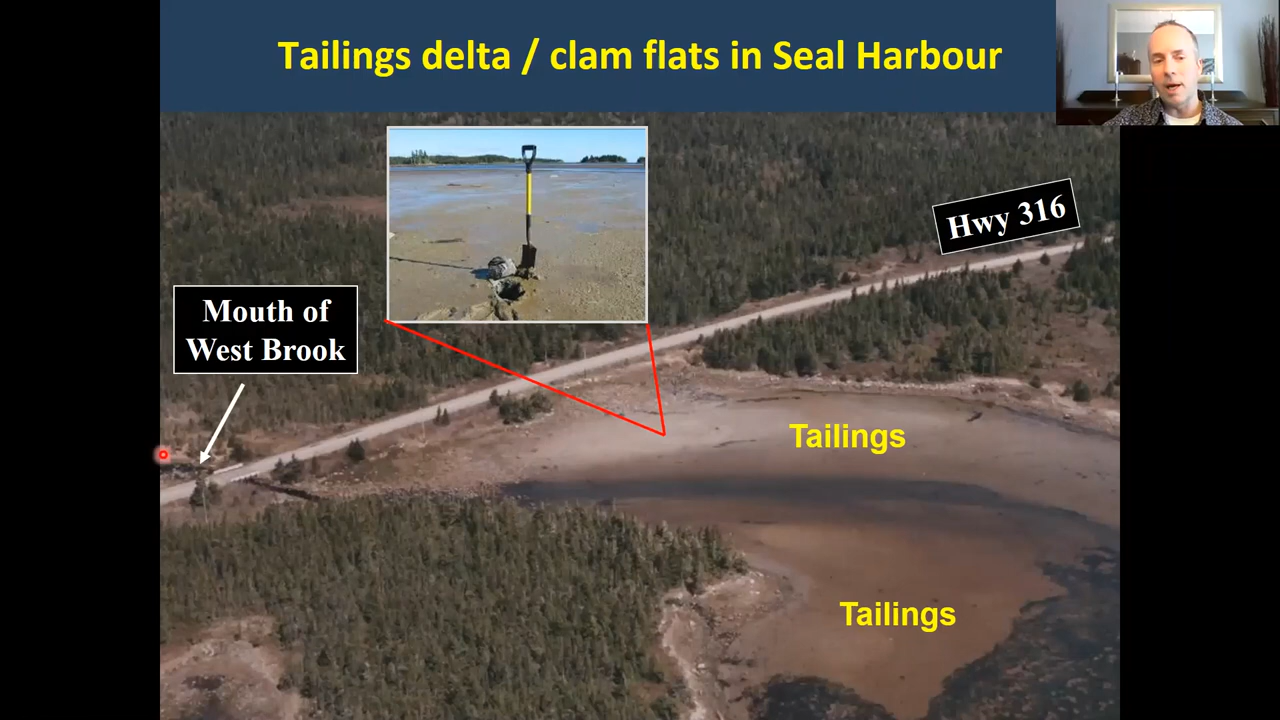 Tailings delta / clam flats in Seal Harbour
Hwy 316
Mouth of
West Brook
Tailings
Tailings